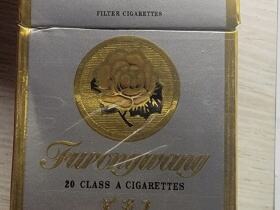 FILTER CIGARETTES
Furongwang
20 CLASS A CIGARETTES